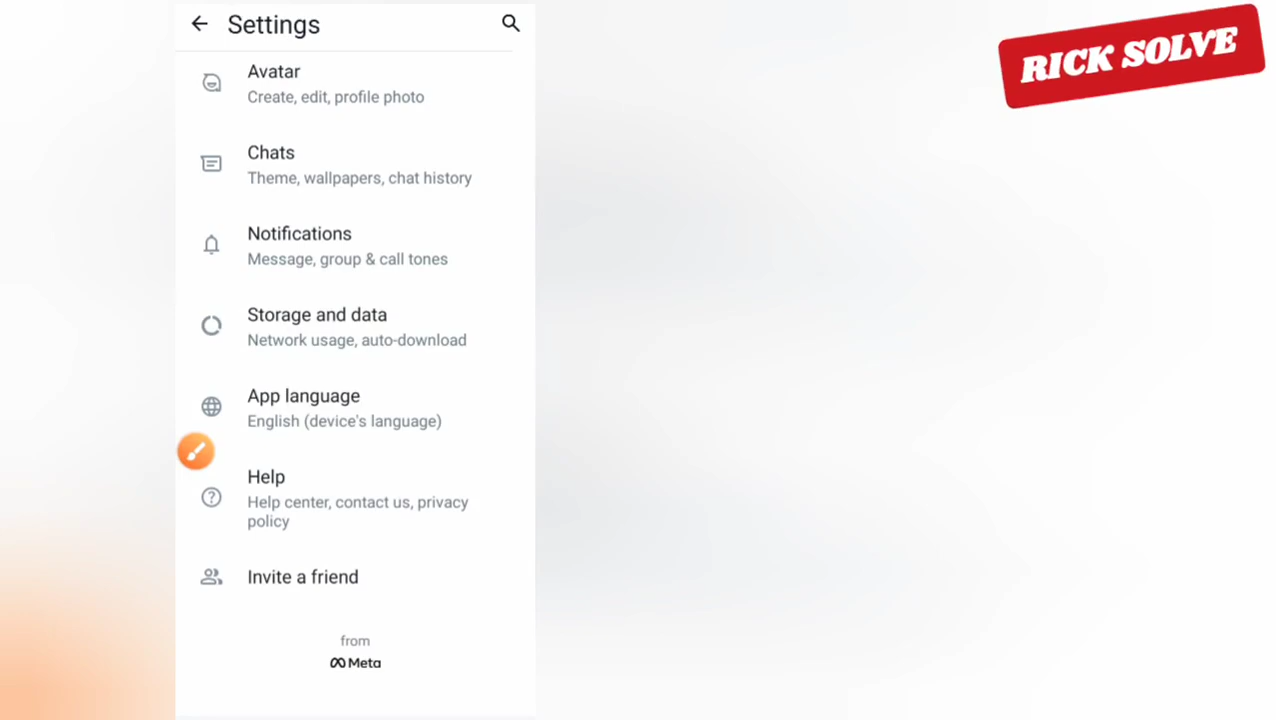 Settings
RICK SOLVE
Avatar
Create, edit, profile photo
Chats
Theme, wallpapers, chat history
Notifications
Message, group & call tones
Storage and data
Network usage, auto-download
App language
English (device's language)
Help
Help center, contact us, privacy
policy
Invite a friend
from
Meta